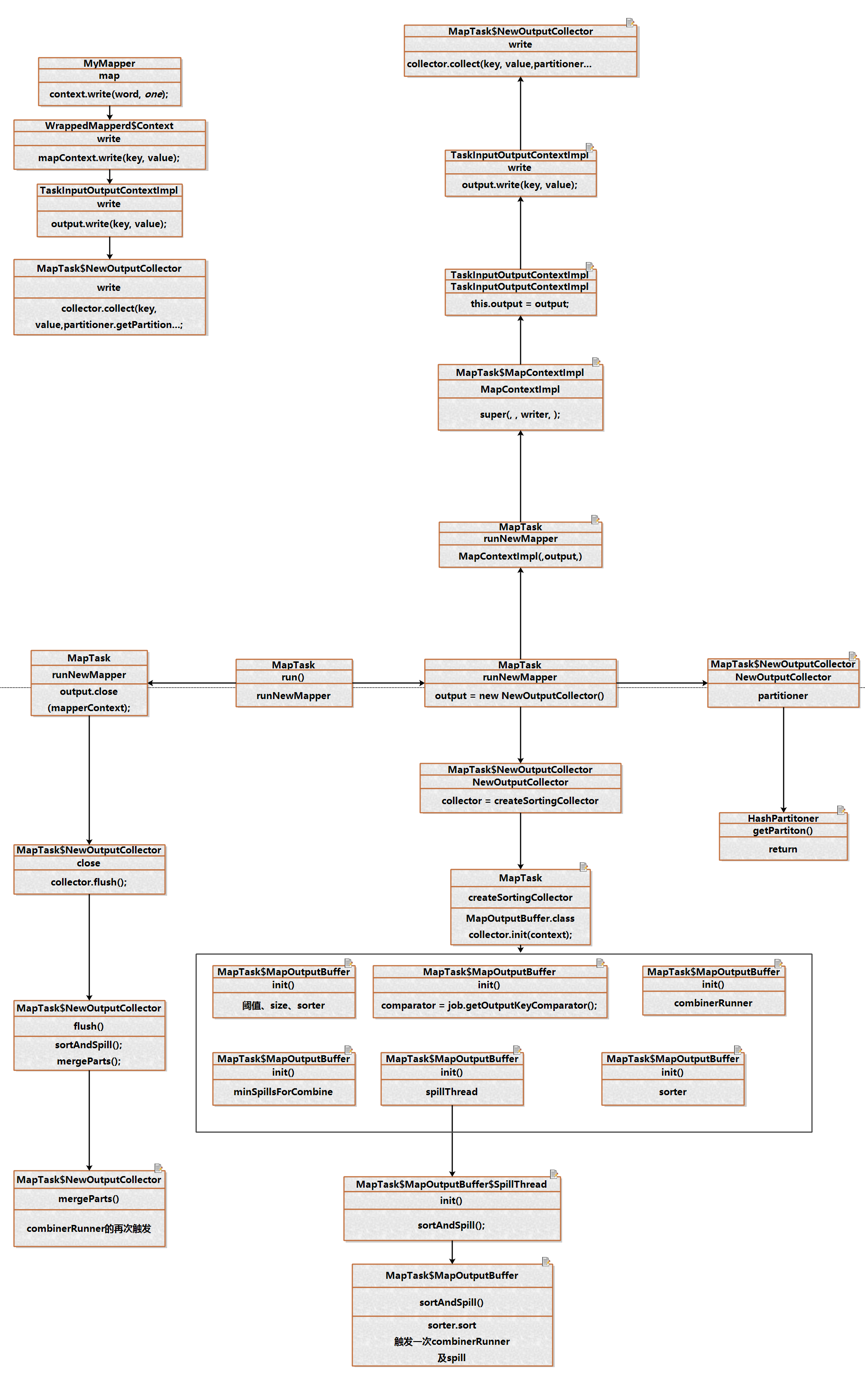 MyMapper
map
context.write(word, one);
WrappedMapperd$Context
write
mapContext.write(key, value);
TaskInputOutputContextImpl
write
output.write(key, value);
MapTask$NewOutputCollector
write
collector.collect(key,
value,partitioner.getPartition...;
MapTask$NewOutputCollector
write
collector.collect(key, value,partitioner...
TaskInputOutputContextImpl
write
output.write(key, value);
TaskInputOutputContextImpl
TaskInputOutputContextImpl
this.output = output;
MapTask$MapContextImpl
MapContextImpl
super(, , writer, );
MapTask
runNewMapper
MapContextImpl(,output,)
MapTask
runNewMapper
output.close
(mapperContext);
MapTask
run()
runNewMapper
MapTask
runNewMapper
output = new NewOutputCollector()
MapTask$NewOutputCollector
NewOutputCollector
partitioner
MapTask$NewOutputCollector
NewOutputCollector
collector = createSortingCollector
HashPartitoner
getPartiton()
return
MapTask$NewOutputCollector
close
collector.flush();
MapTask
createSortingCollector
MapOutputBuffer.class
collector.init(context);
MapTask$MapOutputBuffer
init()
阈值、size、sorter
MapTask$MapOutputBuffer
init()
comparator = job.getOutputKeyComparator();
MapTask$MapOutputBuffer
init()
combinerRunner
MapTask$NewOutputCollector
flush()
sortAndSpill();
mergeParts();
MapTask$MapOutputBuffer
init()
minSpillsForCombine
MapTask$MapOutputBuffer
init()
spillThread
MapTask$MapOutputBuffer
init()
sorter
MapTask$NewOutputCollector
mergeParts()
combinerRunner的再次触发
MapTask$MapOutputBuffer$SpillThread
init()
sortAndSpill();
MapTask$MapOutputBuffer
sortAndSpill()
sorter.sort
触发一次combinerRunner
及spill